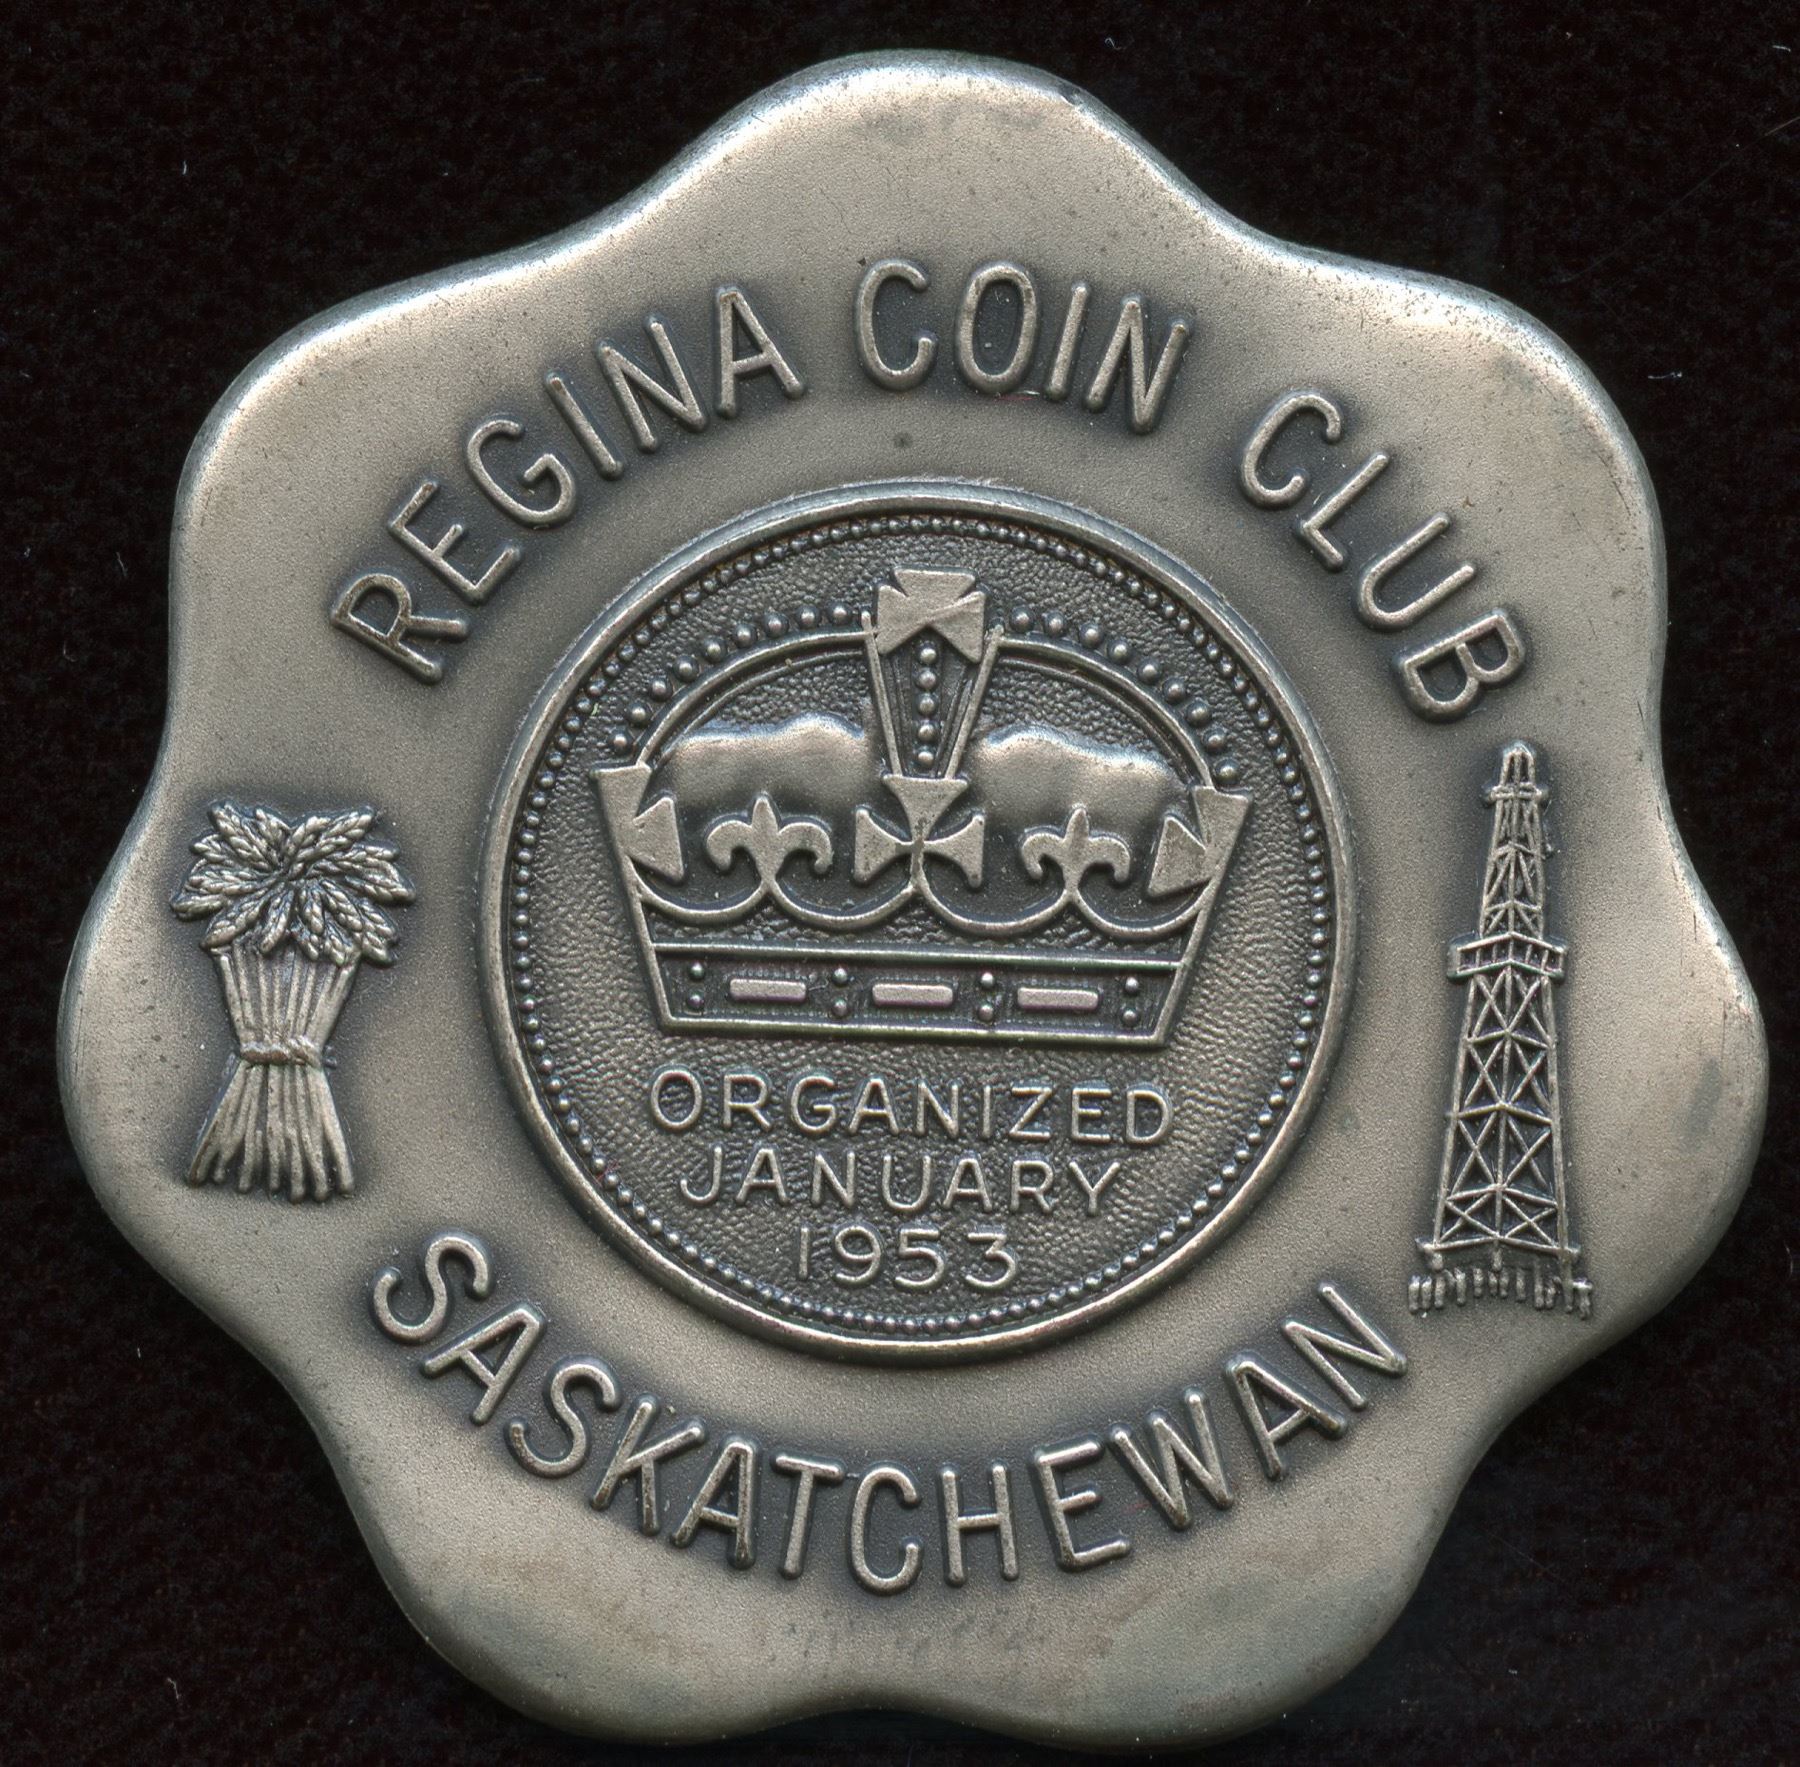 REGINA COIN CLUB
ORGANIZED
JANUARY
1953
SASKATCHEWAN